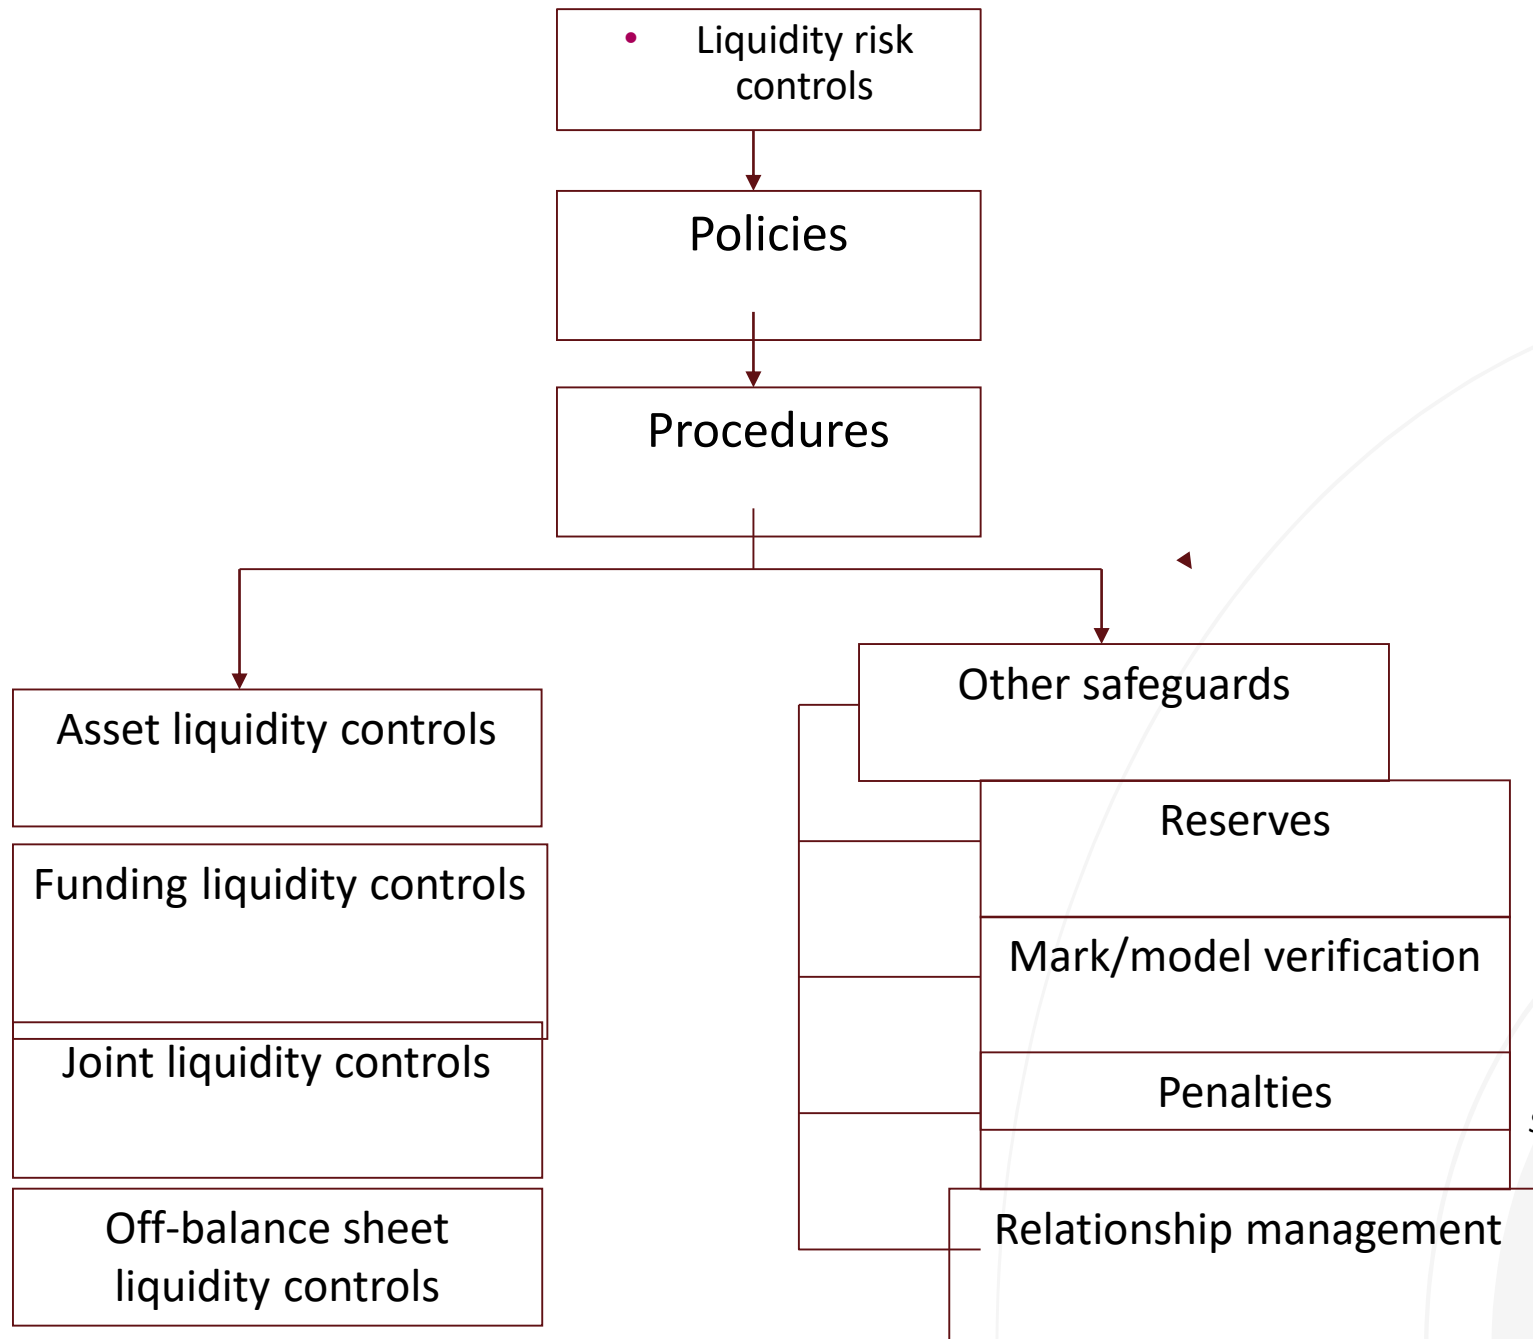 • Liquidity risk
controls
Policies
Procedures
Asset liquidity controls
Funding liquidity controls
Joint liquidity controls
Off-balance sheet
liquidity controls
Other safeguards
Reserves
Mark/model verification
Penalties
Relationship management